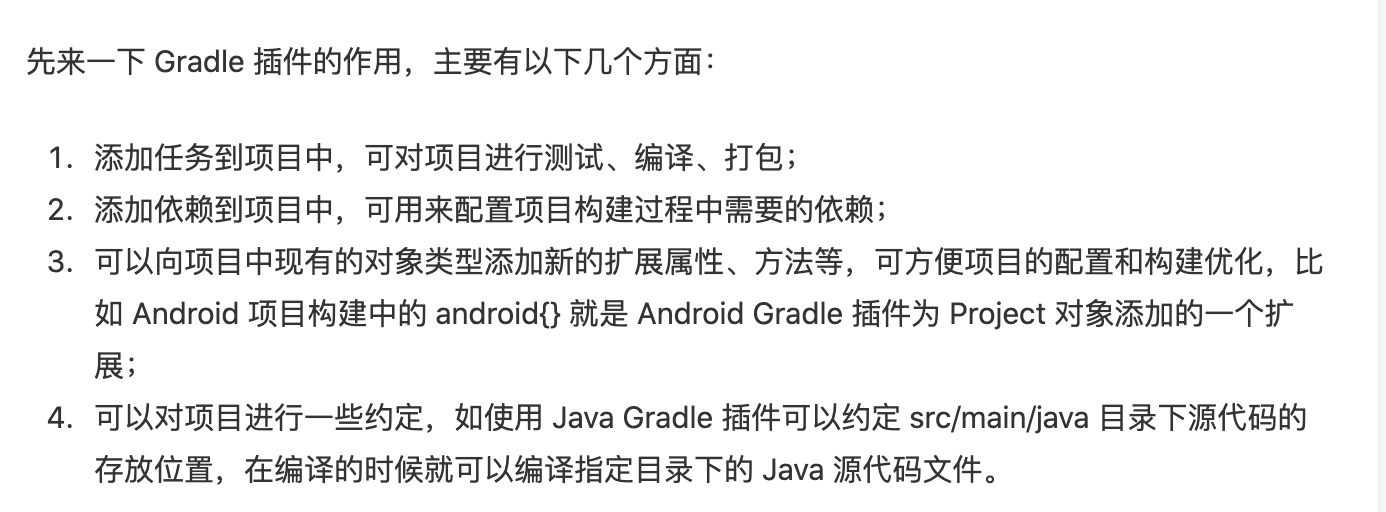 先来一下 Gradle 插件的作用，主要有以下几个方面：
1. 添加任务到项目中，可对项目进行测试、编译、打包；
2. 添加依赖到项目中，可用来配置项目构建过程中需要的依赖；
3. 可以向项目中现有的对象类型添加新的扩展属性、方法等，可方便项目的配置和构建优化，比
如 Android 项目构建中的 android{} 就是 Android Gradle 插件为 Project 对象添加的一个扩
展；
4. 可以对项目进行一些约定，如使用 Java Gradle 插件可以约定 src/main/java 目录下源代码的
存放位置，在编译的时候就可以编译指定目录下的 Java 源代码文件。